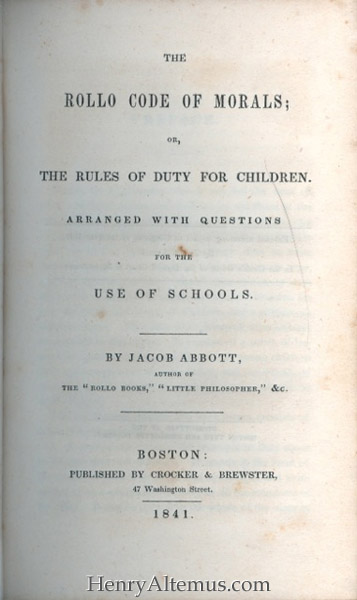 THE
ROLLO CODE OF MORALS;
OR,
THE RULES OF DUTY FOR CHILDREN.
ARRANGED WITH QUESTIONS
FOR THE
USE OF SCHOOLS.
BY JACOB ABBOTT,
AUTHOR OF
THE "ROLLO BOOKS," "LITTLE PHILOSOPHER," &C.
BOSTON:
PUBLISHED BY CROCKER & BREWSTER,
47 Washington Street,
1841.
HenryAltemus.com